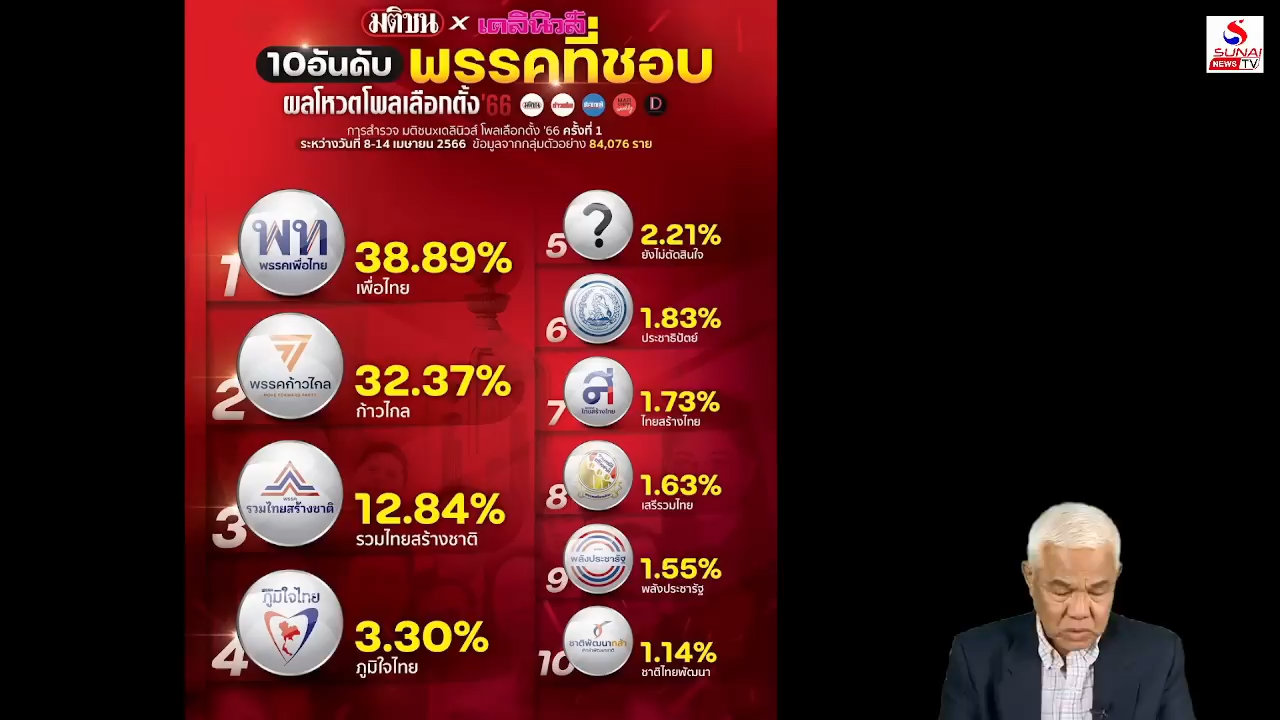 มติชน x เดลินิวส์
10อันดับ พรรคที่ชอบ
ผลโหวตโพลเลือกตั้ง'66
การสำรวจ มติชนxเดลินิวส์ โพลเลือกตั้ง '66 ครั้งที่ 1
ระหว่างวันที่ 8-14 เมษายน 2566 ข้อมูลจากกลุ่มตัวอย่าง 84,076 ราย
SUNAI
NEWS TV
1
พท
พรรคเพื่อไทย
38.89%
เพื่อไทย
2
พรรคก้าวไกล
32.37%
ก้าวไกล
3
พรรค
รวมไทยสร้างชาติ
12.84%
รวมไทยสร้างชาติ
4
ภูมิใจไทย
3.30%
ภูมิใจไทย
5
?
2.21%
ยังไม่ตัดสินใจ
6
1.83%
ประชาธิปัตย์
7
1.73%
ไทยสร้างไทย
8
1.63%
เสรีรวมไทย
9
พลังประชารัฐ
1.55%
พลังประชารัฐ
10
ชาติพัฒนากล้า
1.14%
ชาติไทยพัฒนา